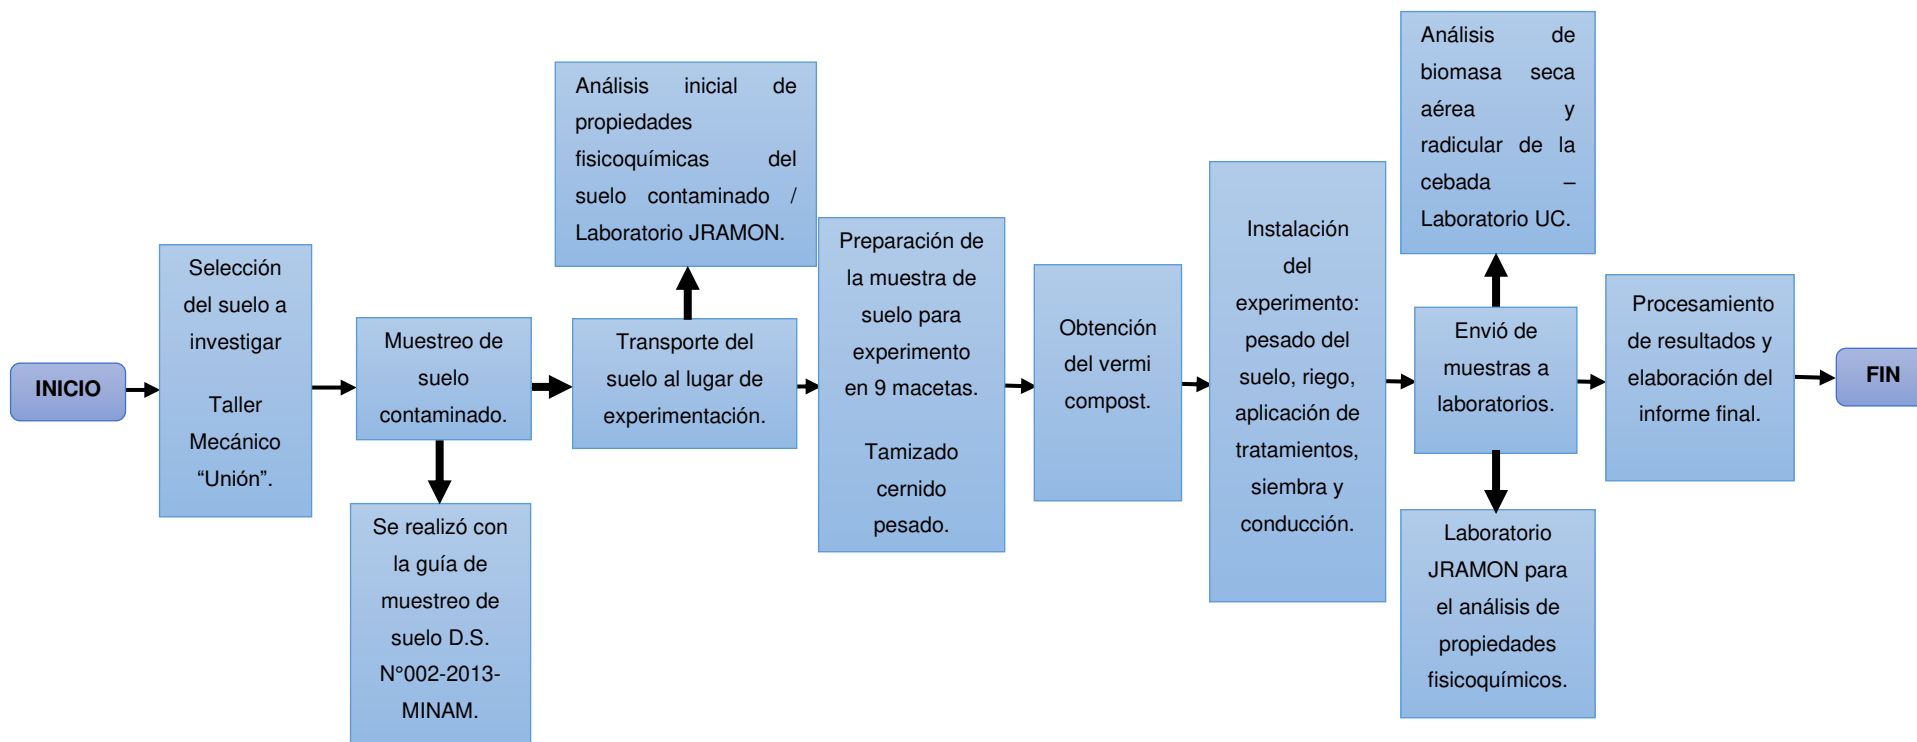 INICIO
Selección
del suelo a
investigar
Taller
Mecánico
“Unión”.
Muestreo de
suelo
contaminado.
Se realizó con
la guía de
muestreo de
suelo D.S.
N°002-2013-
MINAM.
Análisis inicial de
propiedades
fisicoquímicas del
suelo contaminado /
Laboratorio JRAMON.
Transporte del
suelo al lugar de
experimentación.
Preparación de
la muestra de
suelo para
experimento
en 9 macetas.
Tamizado
cernido
pesado.
Obtención
del vermi
compost.
Instalación
del
experimento:
pesado del
suelo, riego,
aplicación de
tratamientos,
siembra y
conducción.
Análisis de
biomasa seca
aérea y
radicular de la
cebada –
Laboratorio UC.
Envió de
muestras a
laboratorios.
Laboratorio
JRAMON para
el análisis de
propiedades
fisicoquímicos.
Procesamiento
de resultados y
elaboración del
informe final.
FIN